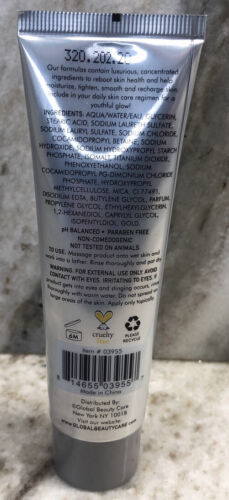 320.202.20
Our formulas contain luxurious, concentrated
ingredients to reboot skin health and help
moisturize, tighten, smooth and recharge skin.
Include in your daily skin care regimen for a
youthful glow!
INGREDIENTS: AQUA/WATER/EAU, GLYCERIN,
STEARIC ACID, SODIUM LAURETH SULFATE,
SODIUM LAURYL SULFATE, SODIUM CHLORIDE,
COCAMIDOPROPYL BETAINE, SODIUM
HYDROXIDE, SODIUM HYDROXYPROPYL STARCH
PHOSPHATE, ISOMALT, TITANIUM DIOXIDE,
PHENOXYETHANOL, SODIUM
COCAMIDOPROPYL PG-DIMONIUM CHLORIDE
PHOSPHATE, HYDROXYPROPYL
METHYLCELLULOSE, MICA, CI 77491,
DISODIUM EDTA, BUTYLENE GLYCOL, PARFUM,
PROPYLENE GLYCOL, ETHYLHEXYLGLYCERIN,
1,2-HEXANEDIOL, CAPRYLYL GLYCOL,
ISOPENTYLDIOL, GOLD.
pH BALANCED • PARABEN FREE
NON-COMEDOGENIC
NOT TESTED ON ANIMALS
TO USE: Massage product onto wet skin and
work into a lather. Rinse thoroughly and pat dry.
WARNING: FOR EXTERNAL USE ONLY. AVOID
CONTACT WITH EYES. IRRITATING TO EYES. If
product gets into eyes and stinging occurs, rinse
thoroughly with warm water. Do not spread on
large areas of the skin. Apply only topically.
6M
cruelty
free
PLEASE
RECYCLE
Item # 03955
8 14655 03955 7
Made in China
Distributed By:
©Global Beauty Care
New York NY 10018
Visit our website
www.GLOBALBEAUTYCARE.com